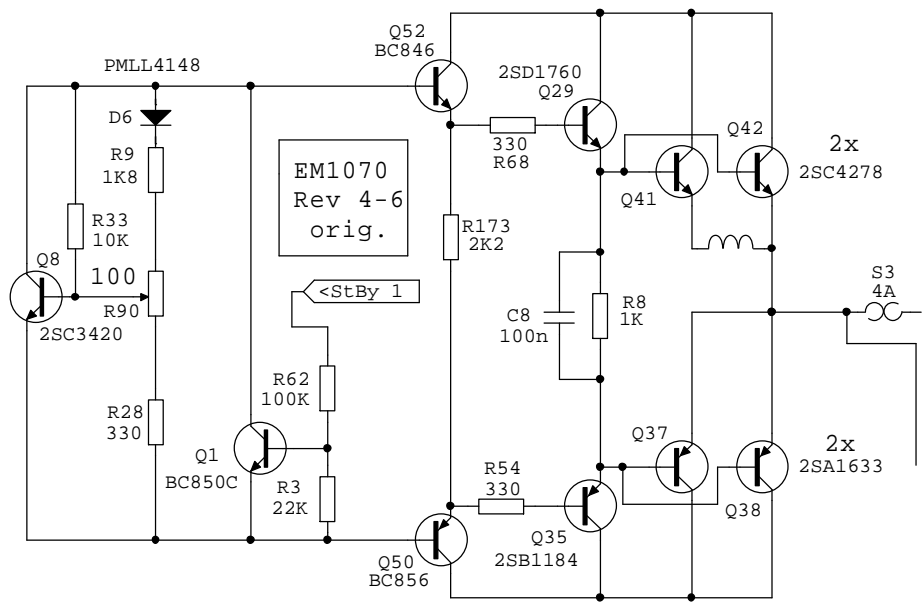 Q52
BC846
PMLL4148
2SD1760
Q29
D6
Q42
2x
2SC4278
R9
1K8
330
R68
EM1070
Rev 4-6
orig.
Q41
R33
10K
R173
2K2
Q8
100
R90
2SC3420
<StBy 1
S3
4A
C8
100n
R8
1K
R62
100K
R28
330
Q1
BC850C
R3
22K
R54
330
Q37
2x
2SA1633
Q38
Q35
2SB1184
Q50
BC856